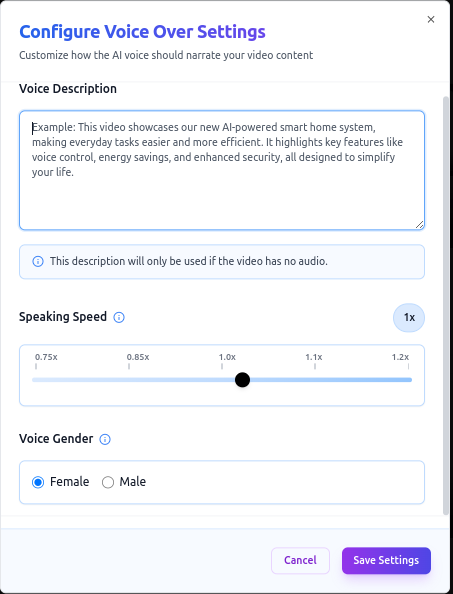 Configure Voice Over Settings
Customize how the AI voice should narrate your video content
Voice Description
Example: This video showcases our new AI-powered smart home system,
making everyday tasks easier and more efficient. It highlights key features like
voice control, energy savings, and enhanced security, all designed to simplify
your life.
This description will only be used if the video has no audio.
Speaking Speed
1x
0.75x 0.85x 1.0x 1.1x 1.2x
Voice Gender
Female Male
Cancel Save Settings